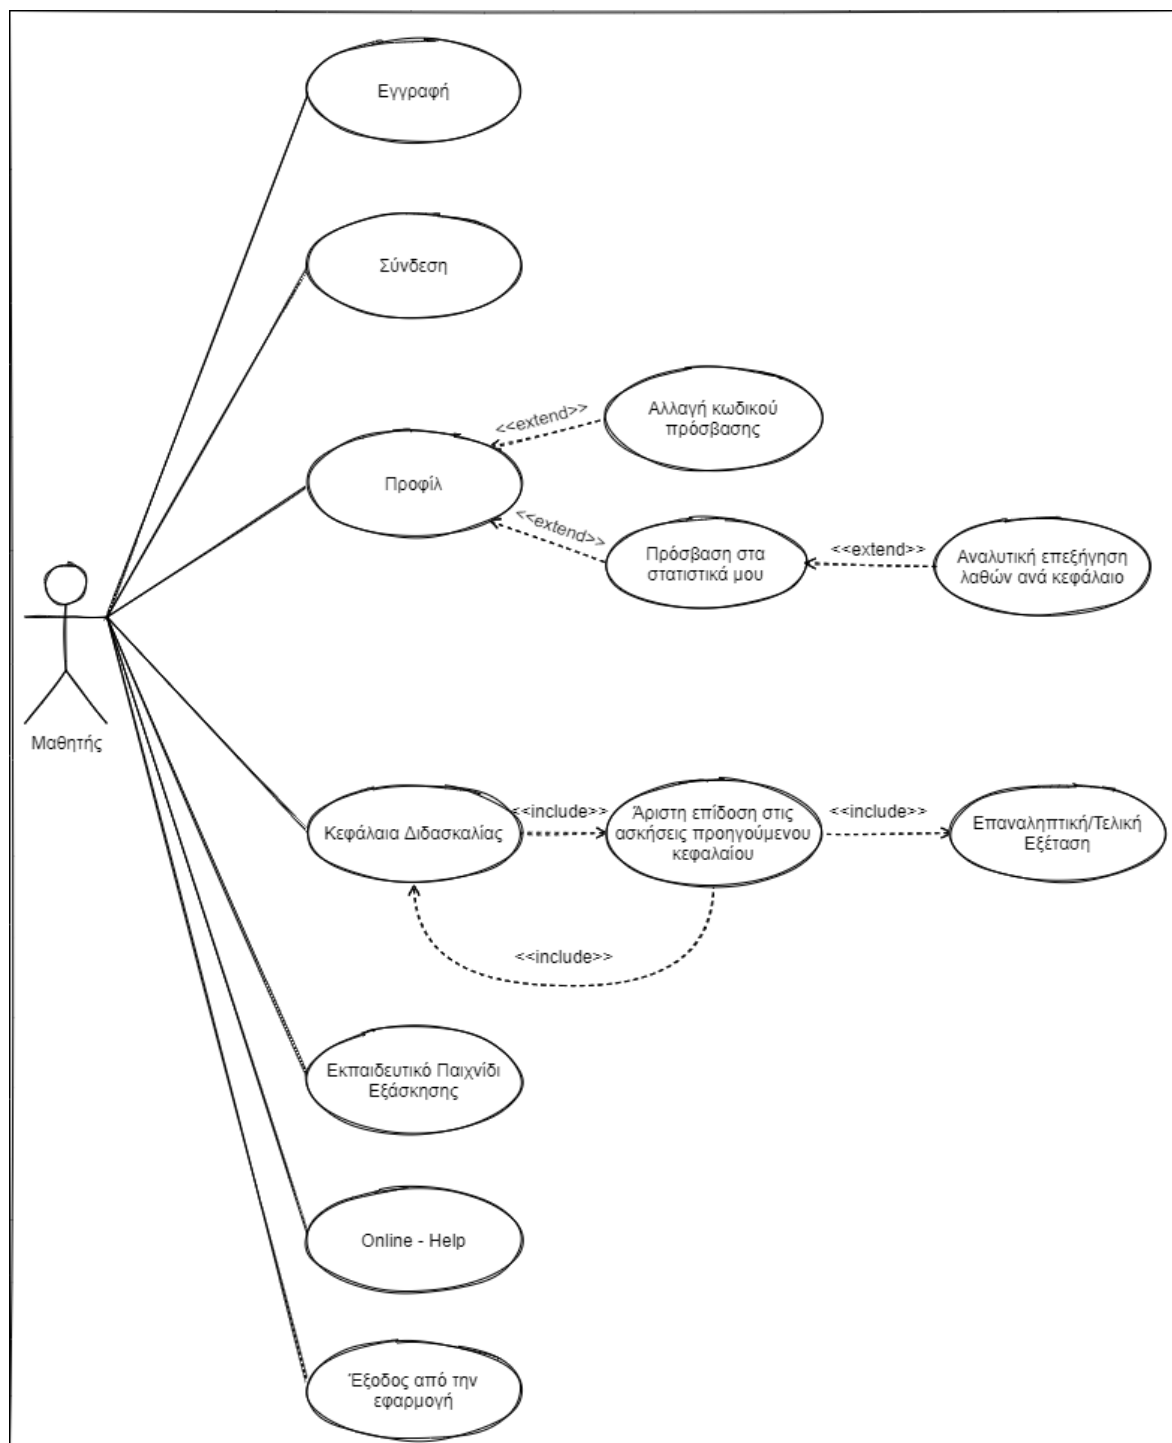 Εγγραφή
Σύνδεση
Προφίλ
<<extend>>
Αλλαγή κωδικού
πρόσβασης
<<extend>>
Πρόσβαση στα
στατιστικά μου
<<extend>>
Αναλυτική επεξήγηση
λαθών ανά κεφάλαιο
Μαθητής
Κεφάλαια Διδασκαλίας
<<include>>
Άριστη επίδοση στις
ασκήσεις προηγούμενου
κεφαλαίου
<<include>>
Επαναληπτική/Τελική
Εξέταση
<<include>>
Εκπαιδευτικό Παιχνίδι
Εξάσκησης
Online - Help
Έξοδος από την
εφαρμογή